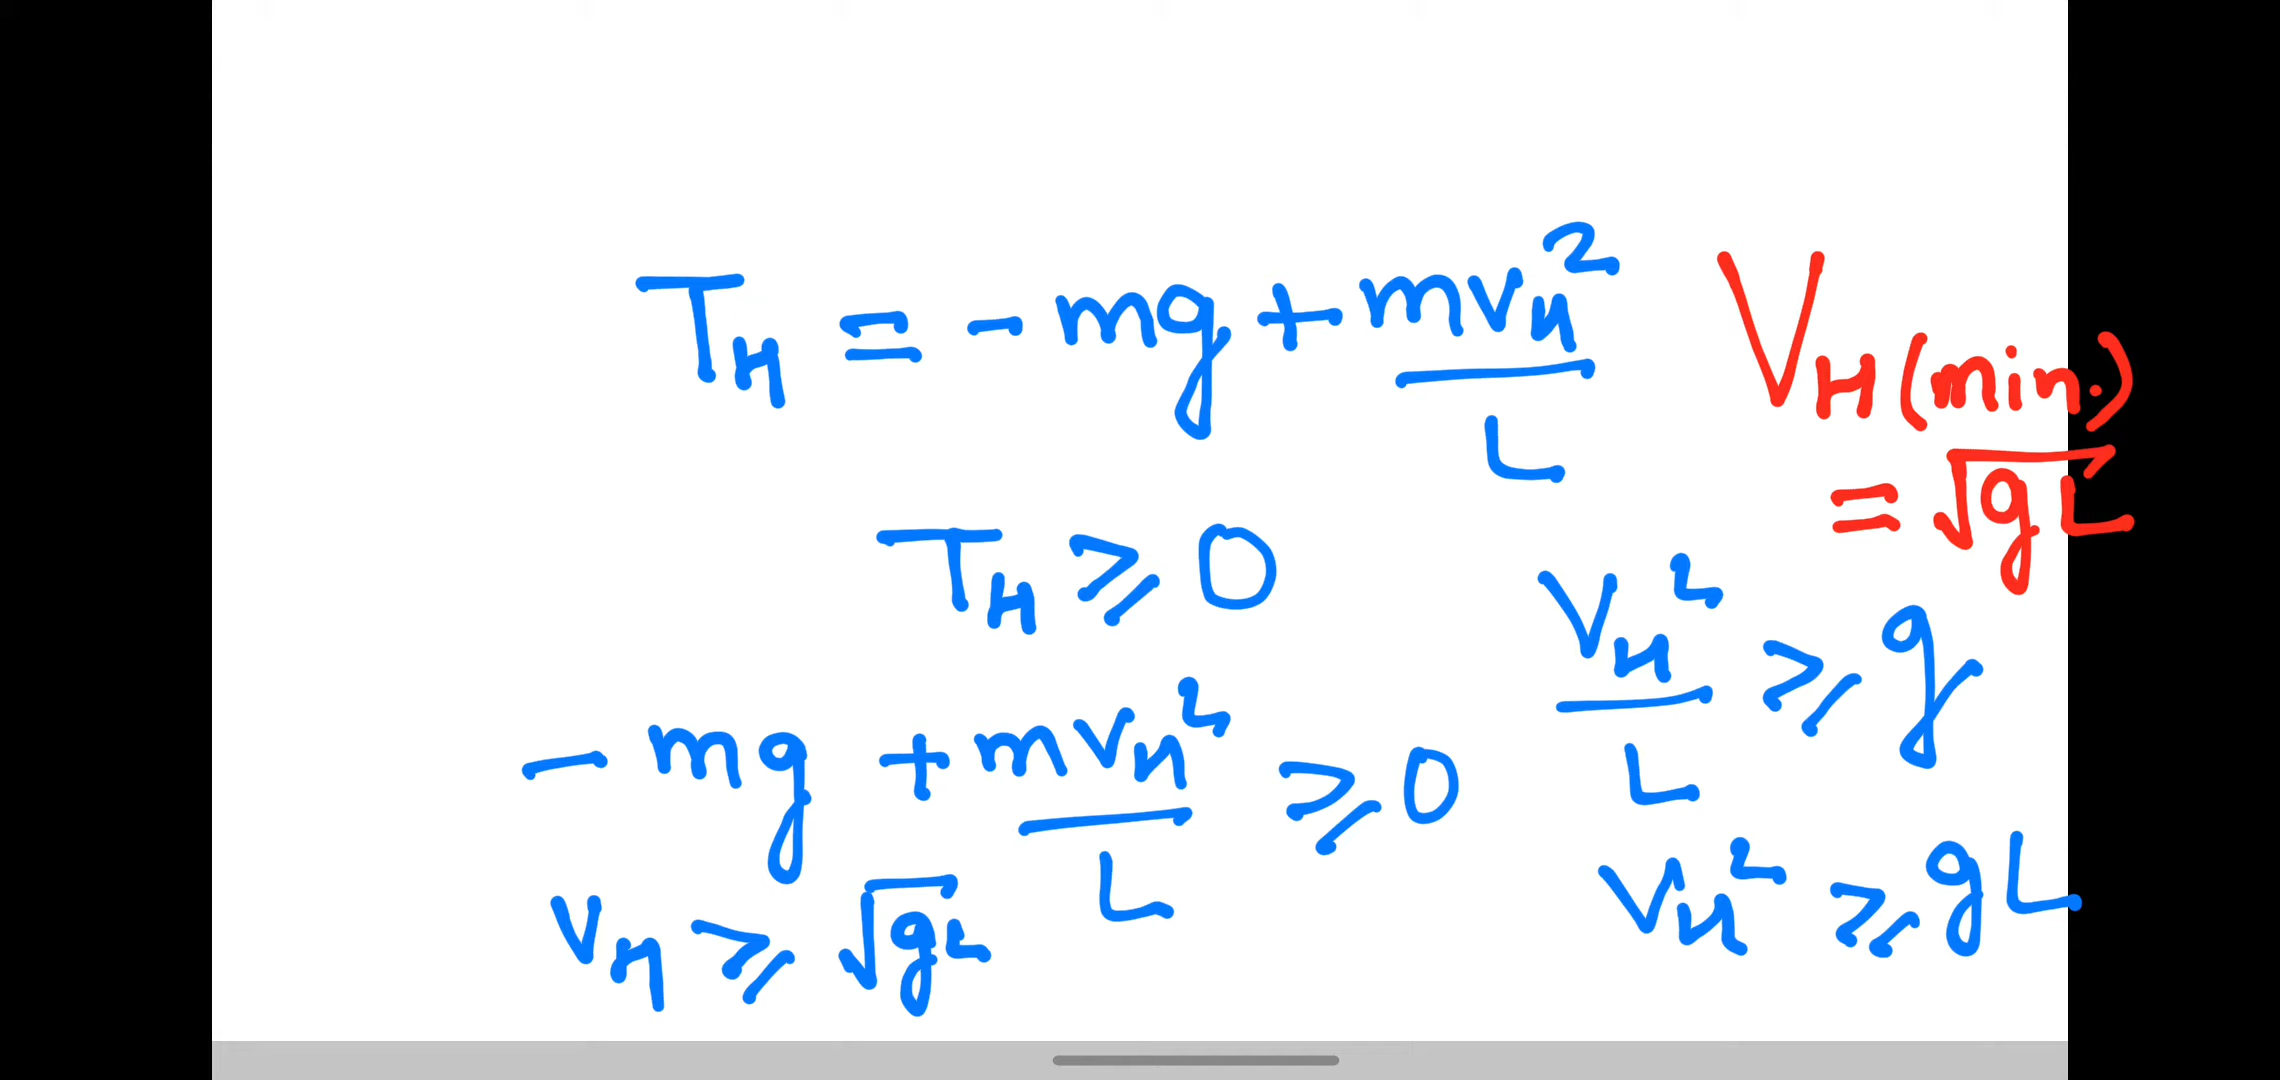 T_H = - mg + mv_H^2 / L
V_H(min.)
= √gL
T_H ⩾ 0
v_H^2 / L ⩾ g
- mg + mv_H^2 / L ⩾ 0
v_H^2 ⩾ gL
v_H ⩾ √gL